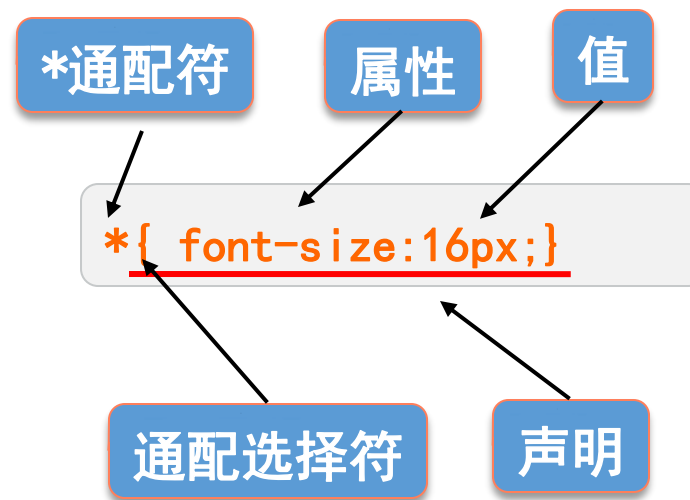 *通配符
属性
值
*{ font-size:16px;}
通配选择符
声明